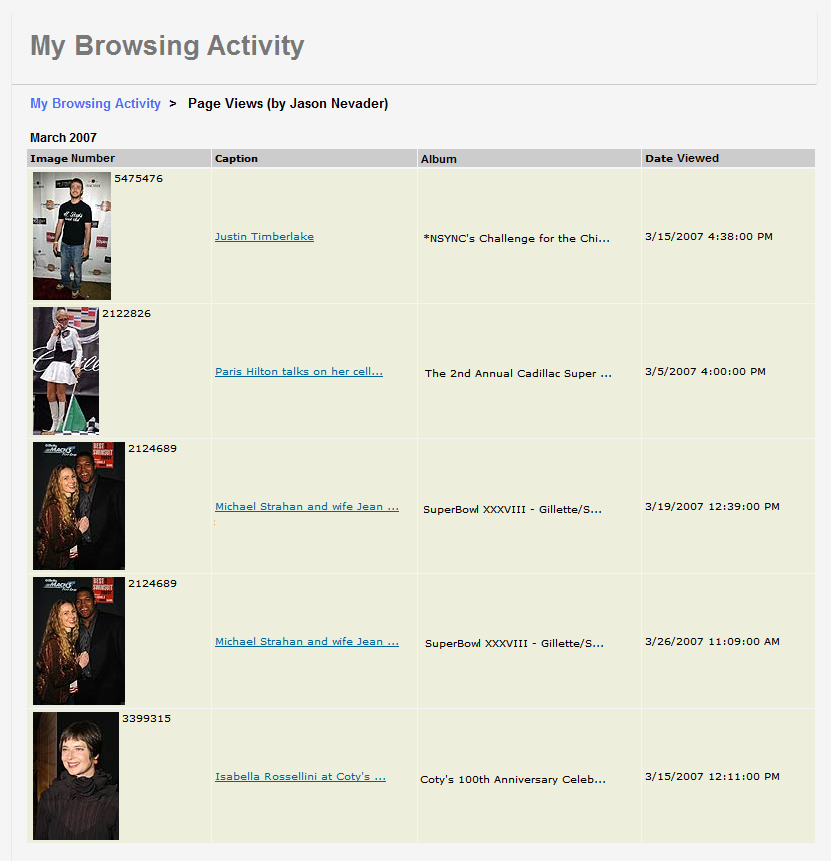 My Browsing Activity
My Browsing Activity > Page Views (by Jason Nevader)
March 2007
Image Number Caption Album Date Viewed
5475476
Justin Timberlake *NSYNC's Challenge for the Chi... 3/15/2007 4:38:00 PM
2122826
Paris Hilton talks on her cell... The 2nd Annual Cadillac Super ... 3/5/2007 4:00:00 PM
2124689
Michael Strahan and wife Jean ... SuperBowl XXXVIII - Gillette/S... 3/19/2007 12:39:00 PM
2124689
Michael Strahan and wife Jean ... SuperBowl XXXVIII - Gillette/S... 3/26/2007 11:09:00 AM
3399315
Isabella Rossellini at Coty's ... Coty's 100th Anniversary Celeb... 3/15/2007 12:11:00 PM